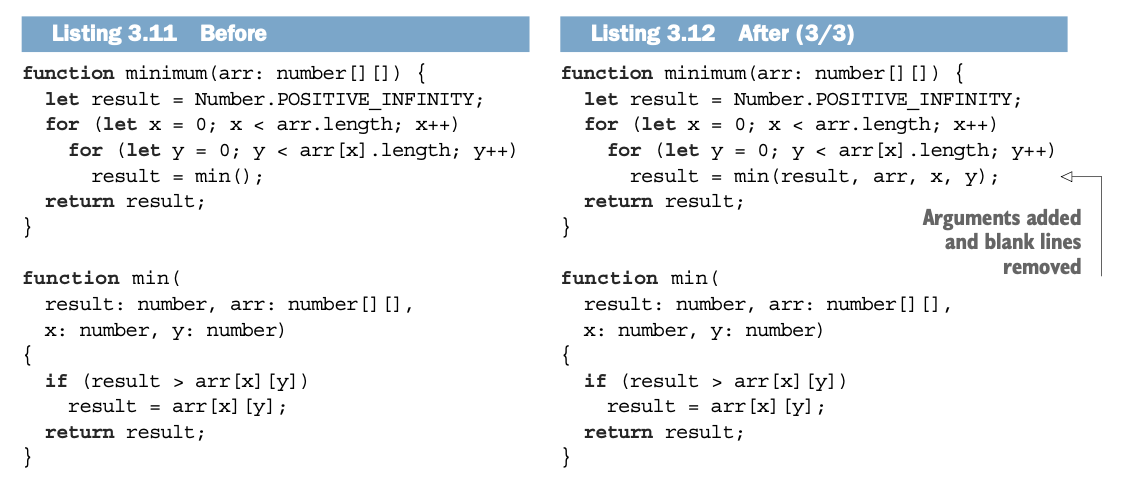 Listing 3.11 Before
function minimum(arr: number[][]) {
  let result = Number.POSITIVE_INFINITY;
  for (let x = 0; x < arr.length; x++)
    for (let y = 0; y < arr[x].length; y++)
      result = min();
  return result;
}
function min(
  result: number, arr: number[][],
  x: number, y: number)
{
  if (result > arr[x][y])
    result = arr[x][y];
  return result;
}
Listing 3.12 After (3/3)
function minimum(arr: number[][]) {
  let result = Number.POSITIVE_INFINITY;
  for (let x = 0; x < arr.length; x++)
    for (let y = 0; y < arr[x].length; y++)
      result = min(result, arr, x, y);
  return result;
}
Arguments added
and blank lines
removed
function min(
  result: number, arr: number[][],
  x: number, y: number)
{
  if (result > arr[x][y])
    result = arr[x][y];
  return result;
}